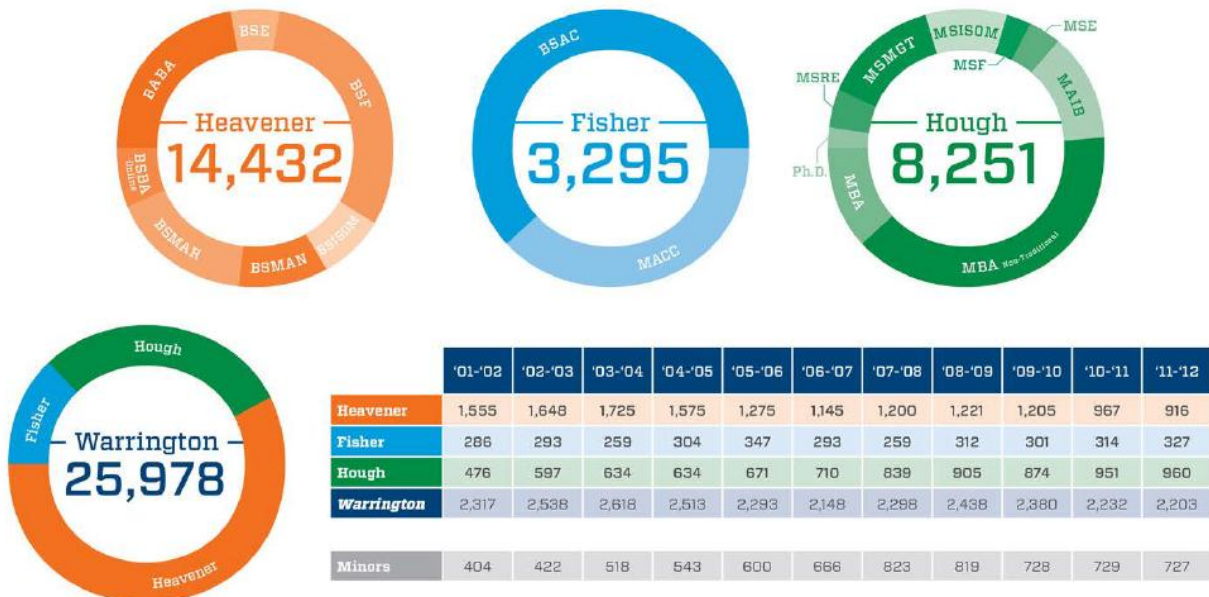 BSE
BSF
BSISOM
BSMAN
BSMAR
BSBA
Online
BABA
Heavener
14,432
BSAC
MACC
Fisher
3,295
MSISOM
MSF
MSE
MAIB
MBA Non-Traditional
MBA
Ph.D.
MSRE
MSMGT
Hough
8,251
Hough
Fisher
Heavener
Warrington
25,978
'01-'02 '02-'03 '03-'04 '04-'05 '05-'06 '06-'07 '07-'08 '08-'09 '09-'10 '10-'11 '11-'12
Heavener 1,555 1,648 1,725 1,575 1,275 1,145 1,200 1,221 1,205 967 916
Fisher 286 293 259 304 347 293 259 312 301 314 327
Hough 476 597 634 634 671 710 839 905 874 951 960
Warrington 2,317 2,538 2,618 2,513 2,293 2,148 2,298 2,438 2,380 2,232 2,203
Minors 404 422 518 543 600 666 823 819 728 729 727